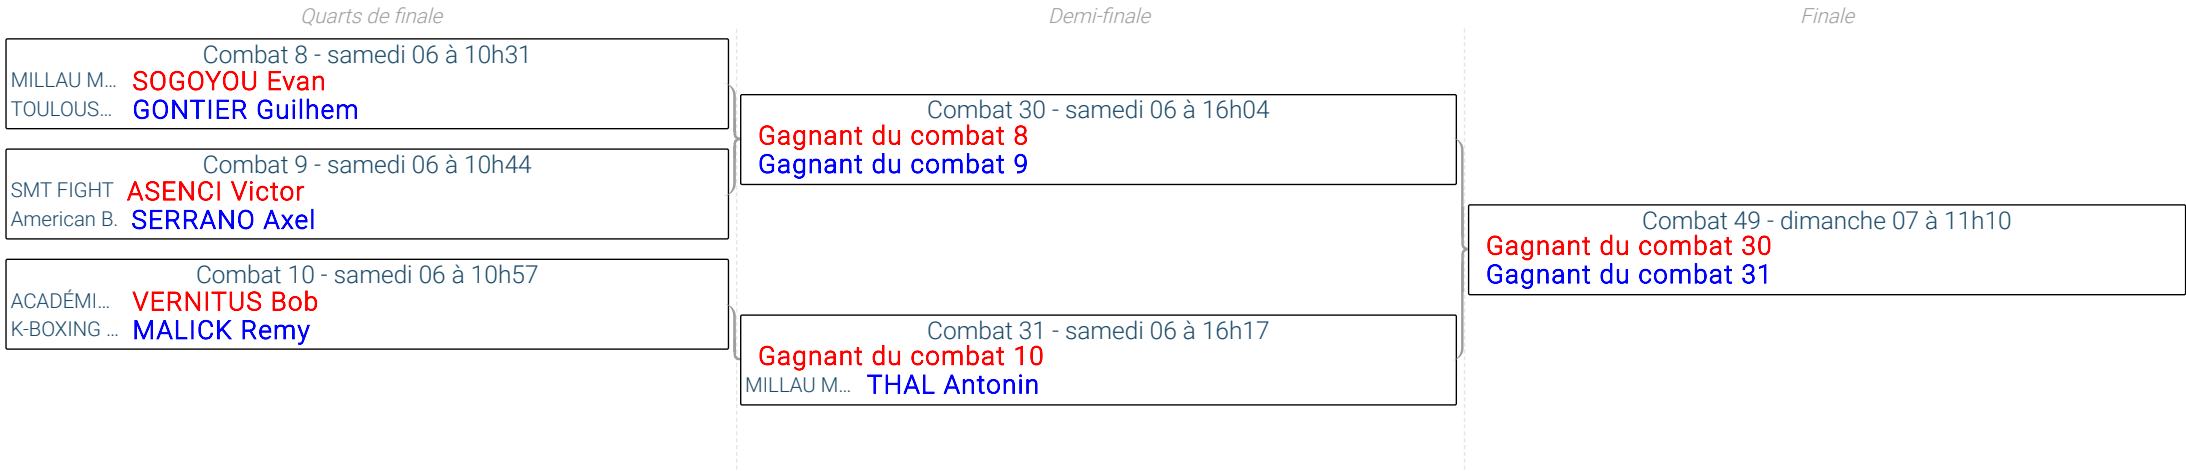 Quarts de finale
Demi-finale
Finale
Combat 8 - samedi 06 à 10h31
MILLAU M... SOGOYOU Evan
TOULOUS... GONTIER Guilhem
Combat 9 - samedi 06 à 10h44
SMT FIGHT ASENCI Victor
American B. SERRANO Axel
Combat 10 - samedi 06 à 10h57
ACADÉMI... VERNITUS Bob
K-BOXING ... MALICK Remy
Combat 30 - samedi 06 à 16h04
Gagnant du combat 8
Gagnant du combat 9
Combat 31 - samedi 06 à 16h17
Gagnant du combat 10
MILLAU M... THAL Antonin
Combat 49 - dimanche 07 à 11h10
Gagnant du combat 30
Gagnant du combat 31